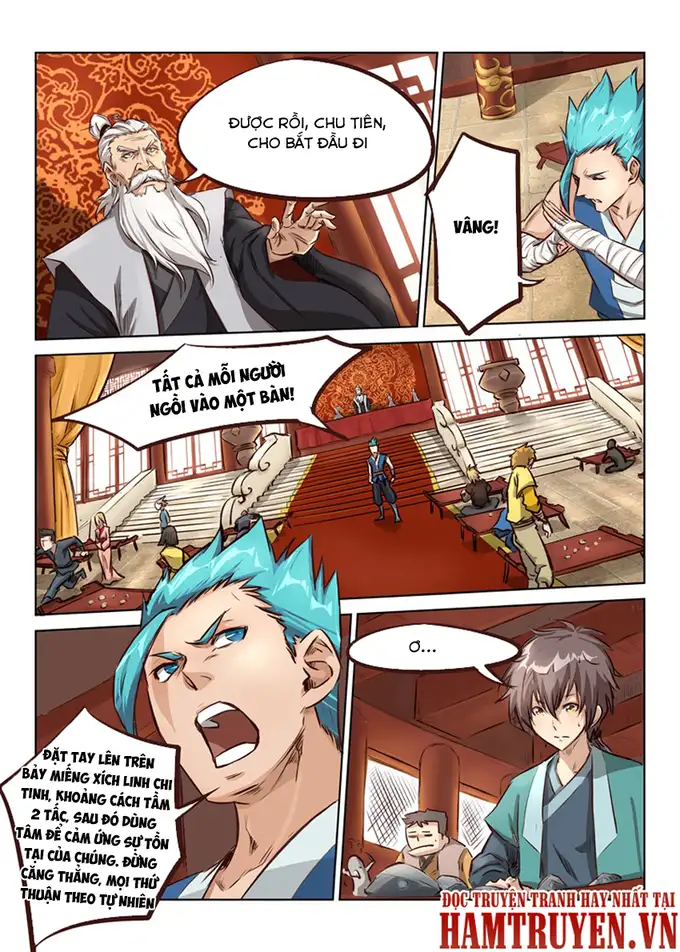 ĐƯỢC RỒI, CHU TIÊN,
CHO BẮT ĐẦU ĐI
VÂNG!
TẤT CẢ MỖI NGƯỜI
NGỒI VÀO MỘT BÀN!
Ơ...
ĐẶT TAY LÊN TRÊN
BẢY MIẾNG XÍCH LINH CHI
TINH, KHOẢNG CÁCH TẦM
2 TẤC, SAU ĐÓ DÙNG
TÂM ĐỂ CẢM ỨNG SỰ TỒN
TẠI CỦA CHÚNG. ĐỪNG
CĂNG THẲNG, MỌI THỨ
THUẬN THEO TỰ NHIÊN
ĐỌC TRUYỆN TRANH HAY NHẤT TẠI
HAMTRUYEN.VN